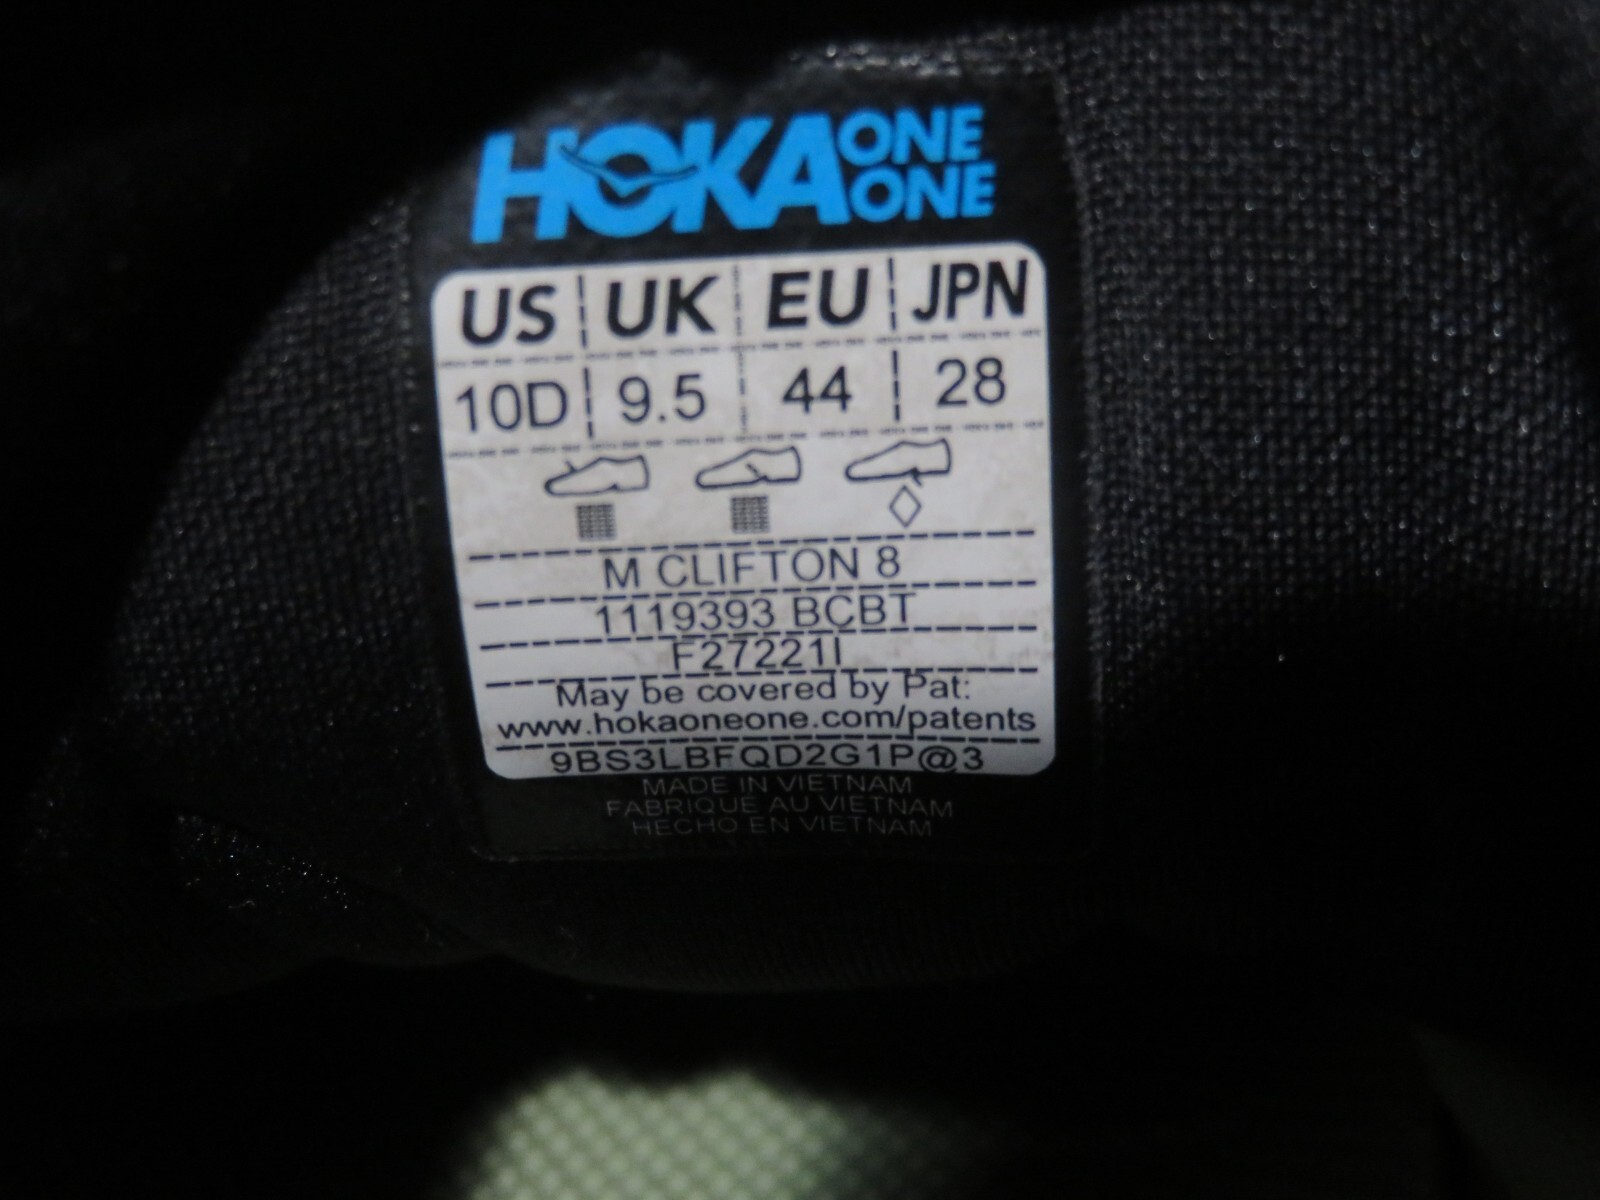 HOKA ONE ONE
US UK EU JPN
10D 9.5 44 28
M CLIFTON 8
1119393 BCBT
F27221I
May be covered by Pat:
www.hokaoneone.com/patents
9BS3LBFQD2G1P@3
MADE IN VIETNAM
FABRIQUE AU VIETNAM
HECHO EN VIETNAM